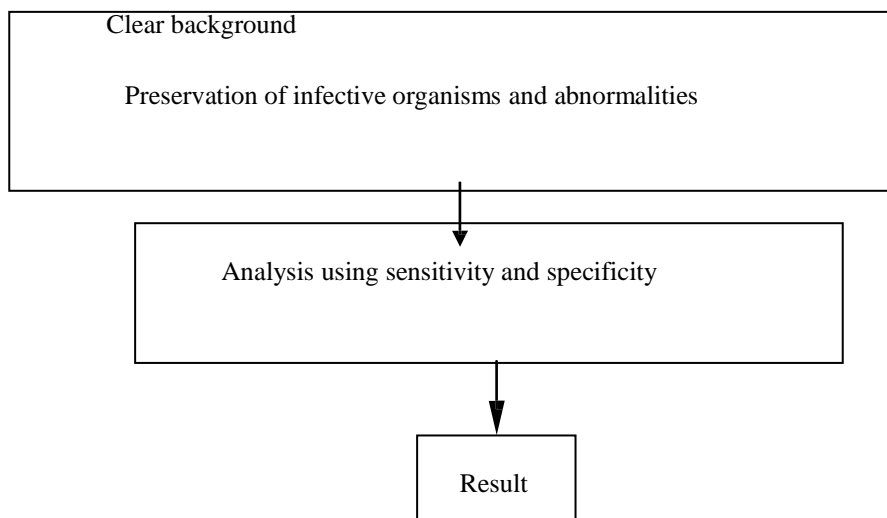 Clear background
Preservation of infective organisms and abnormalities
Analysis using sensitivity and specificity
Result